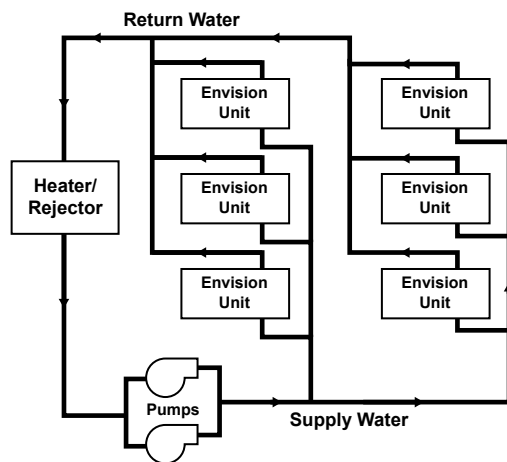 Return Water
Envision
Unit
Envision
Unit
Heater/
Rejector
Envision
Unit
Envision
Unit
Envision
Unit
Envision
Unit
Pumps
Supply Water